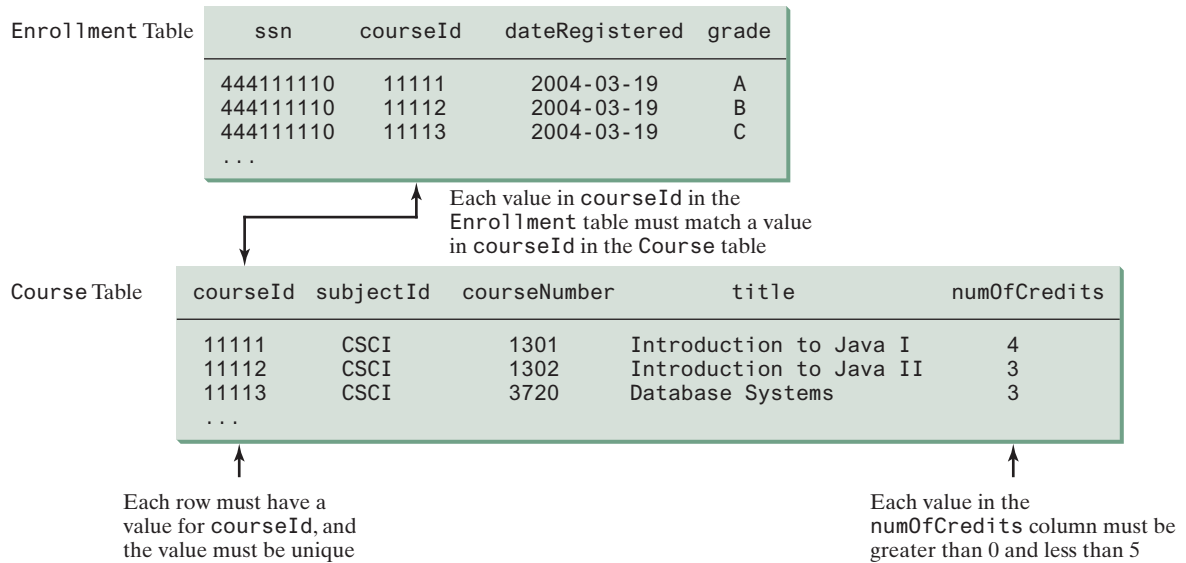 Enrollment Table
ssn courseId dateRegistered grade
444111110 11111 2004-03-19 A
444111110 11112 2004-03-19 B
444111110 11113 2004-03-19 C
...
Each value in courseId in the
Enrollment table must match a value
in courseId in the Course table
Course Table
courseId subjectId courseNumber title numOfCredits
11111 CSCI 1301 Introduction to Java I 4
11112 CSCI 1302 Introduction to Java II 3
11113 CSCI 3720 Database Systems 3
...
Each row must have a
value for courseId, and
the value must be unique
Each value in the
numOfCredits column must be
greater than 0 and less than 5